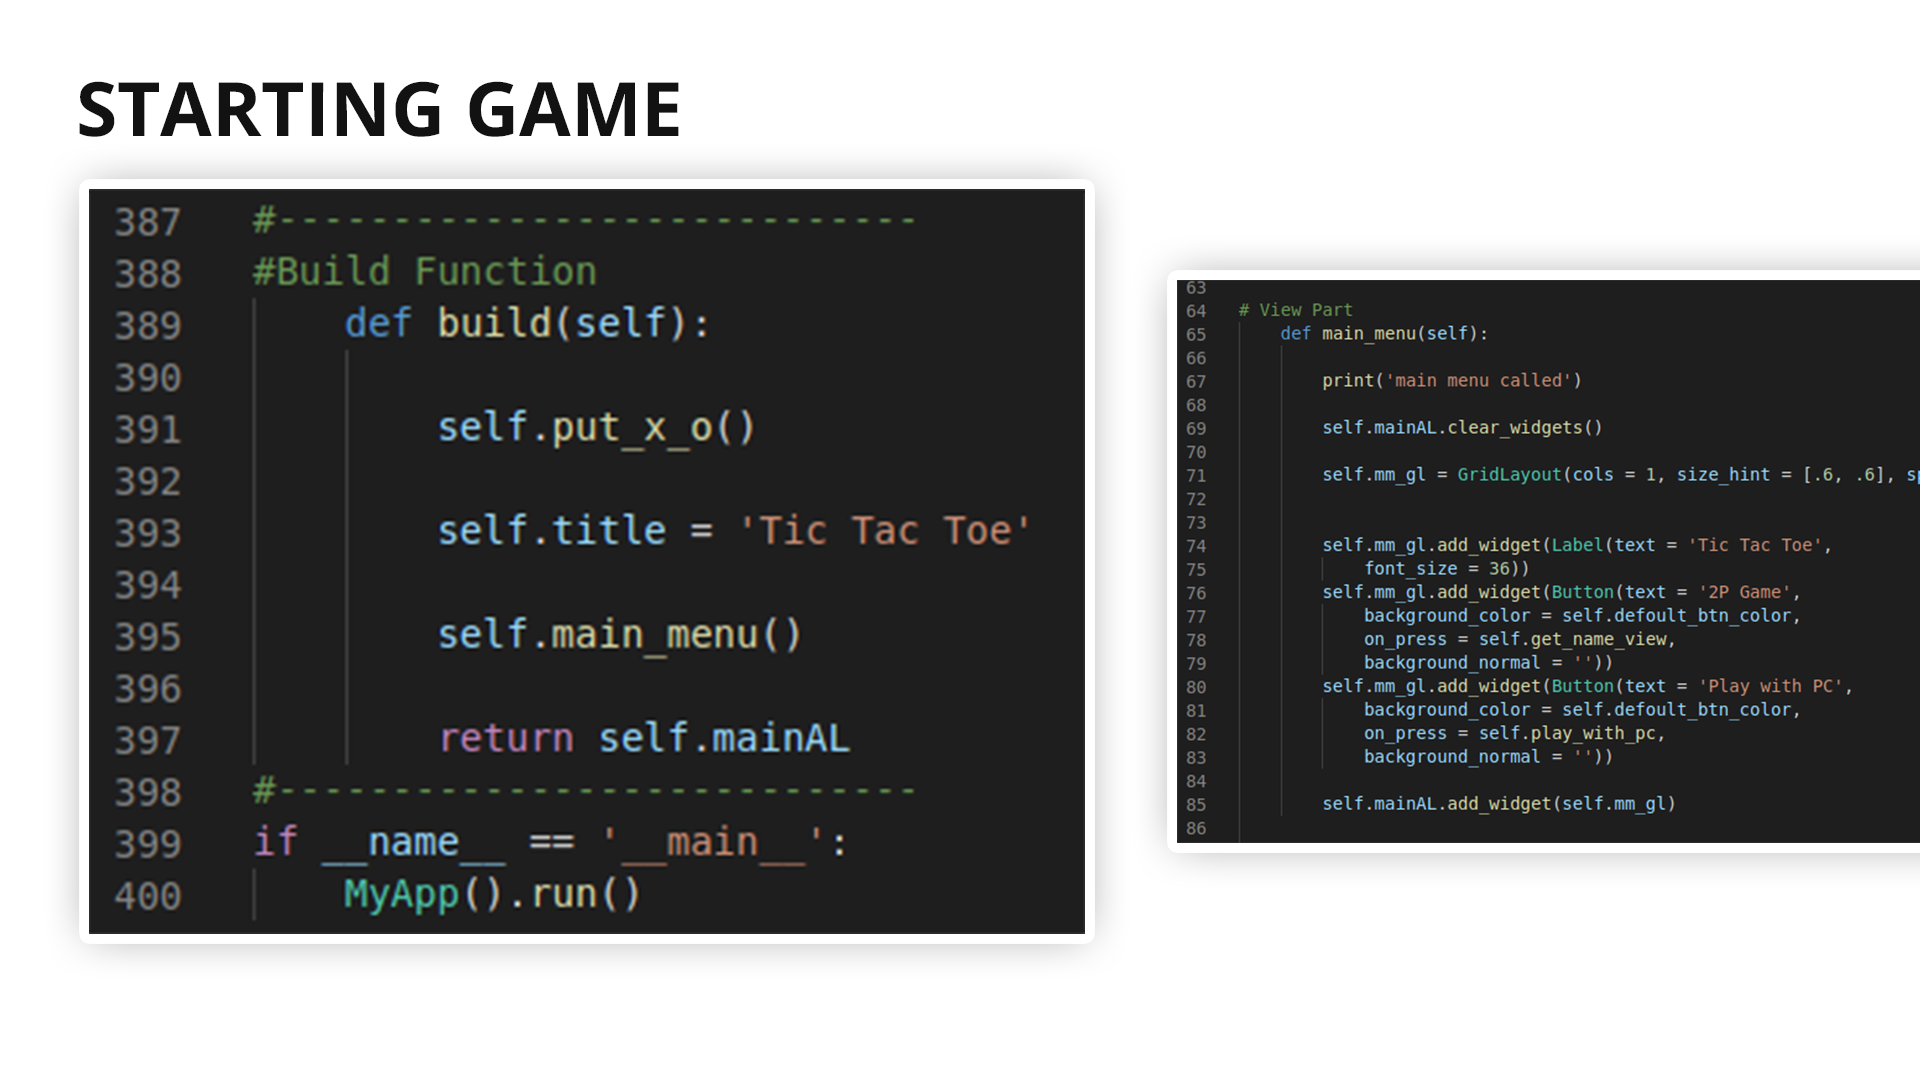 STARTING GAME
387 #----------------------------
388 #Build Function
389 def build(self):
390
391 self.put_x_o()
392
393 self.title = 'Tic Tac Toe'
394
395 self.main_menu()
396
397 return self.mainAL
398 #----------------------------
399 if __name__ == '__main__':
400 MyApp().run()
63
64 # View Part
65 def main_menu(self):
66
67 print('main menu called')
68
69 self.mainAL.clear_widgets()
70
71 self.mm_gl = GridLayout(cols = 1, size_hint = [.6, .6], sp
72
73
74 self.mm_gl.add_widget(Label(text = 'Tic Tac Toe',
75 font_size = 36))
76 self.mm_gl.add_widget(Button(text = '2P Game',
77 background_color = self.defoult_btn_color,
78 on_press = self.get_name_view,
79 background_normal = ''))
80 self.mm_gl.add_widget(Button(text = 'Play with PC',
81 background_color = self.defoult_btn_color,
82 on_press = self.play_with_pc,
83 background_normal = ''))
84
85 self.mainAL.add_widget(self.mm_gl)
86